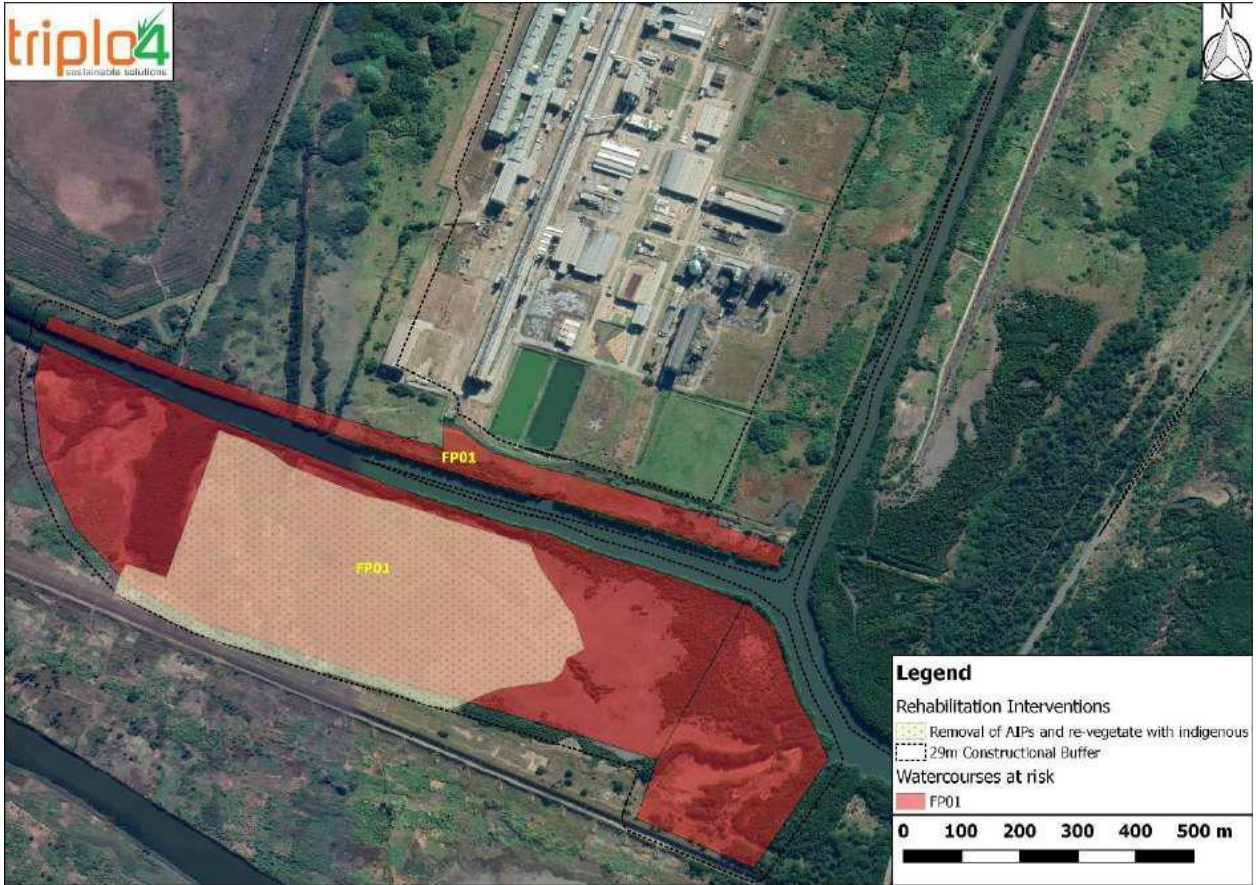 triplo4
sustainable solutions
N
FP01
FP01
Legend
Rehabilitation Interventions
Removal of AIPs and re-vegetate with indigenous
29m Constructional Buffer
Watercourses at risk
FP01
0 100 200 300 400 500 m